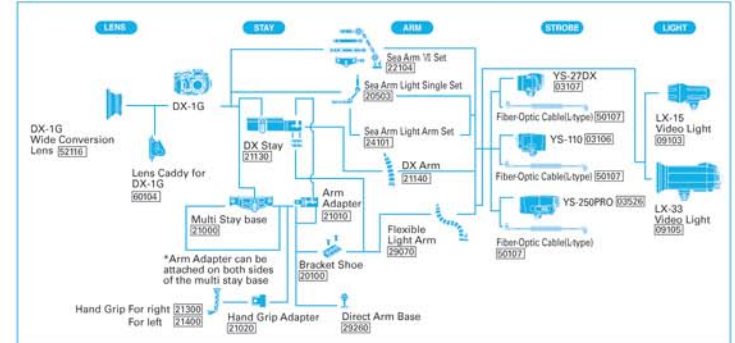 LENS
STAY
ARM
STROBE
LIGHT
DX-1G
DX-1G
Wide Conversion
Lens 52116
Lens Caddy for
DX-1G
60104
DX Stay
21130
Multi Stay base
21000
*Arm Adapter can be
attached on both sides
of the multi stay base
Hand Grip For right 21300
For left 21400
Hand Grip Adapter
21020
Arm
Adapter
21010
Bracket Shoe
20100
Direct Arm Base
29260
Sea Arm VII Set
22104
Sea Arm Light Single Set
20503
Sea Arm Light Arm Set
24101
DX Arm
21140
Flexible
Light Arm
29070
YS-27DX
03107
Fiber-Optic Cable(L-type) 50107
YS-110 03106
Fiber-Optic Cable(L-type) 50107
YS-250PRO 03526
Fiber-Optic Cable(L-type)
50107
LX-15
Video Light
09103
LX-33
Video Light
09105